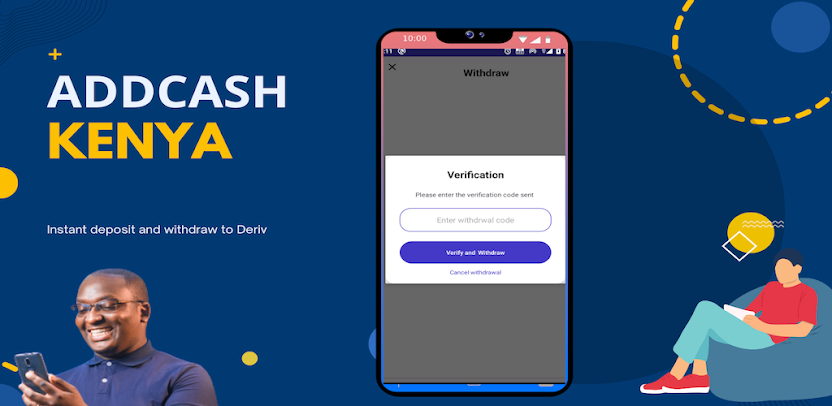 ADDCASH
KENYA
Instant deposit and withdraw to Deriv
10:00
Withdraw
Verification
Please enter the verification code sent
Enter withdrwal code
Verify and Withdraw
Cancel withdrawal